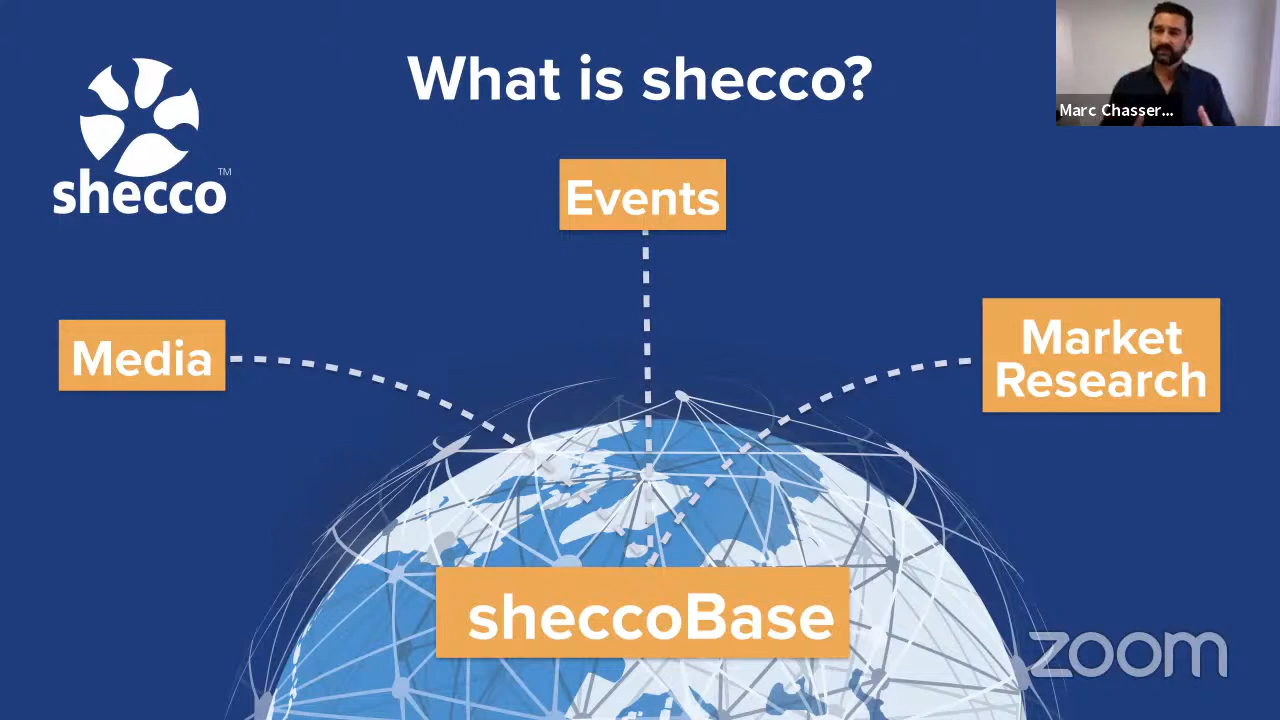 What is shecco?
shecco™
Marc Chasser...
Events
Media
Market
Research
sheccoBase
zoom